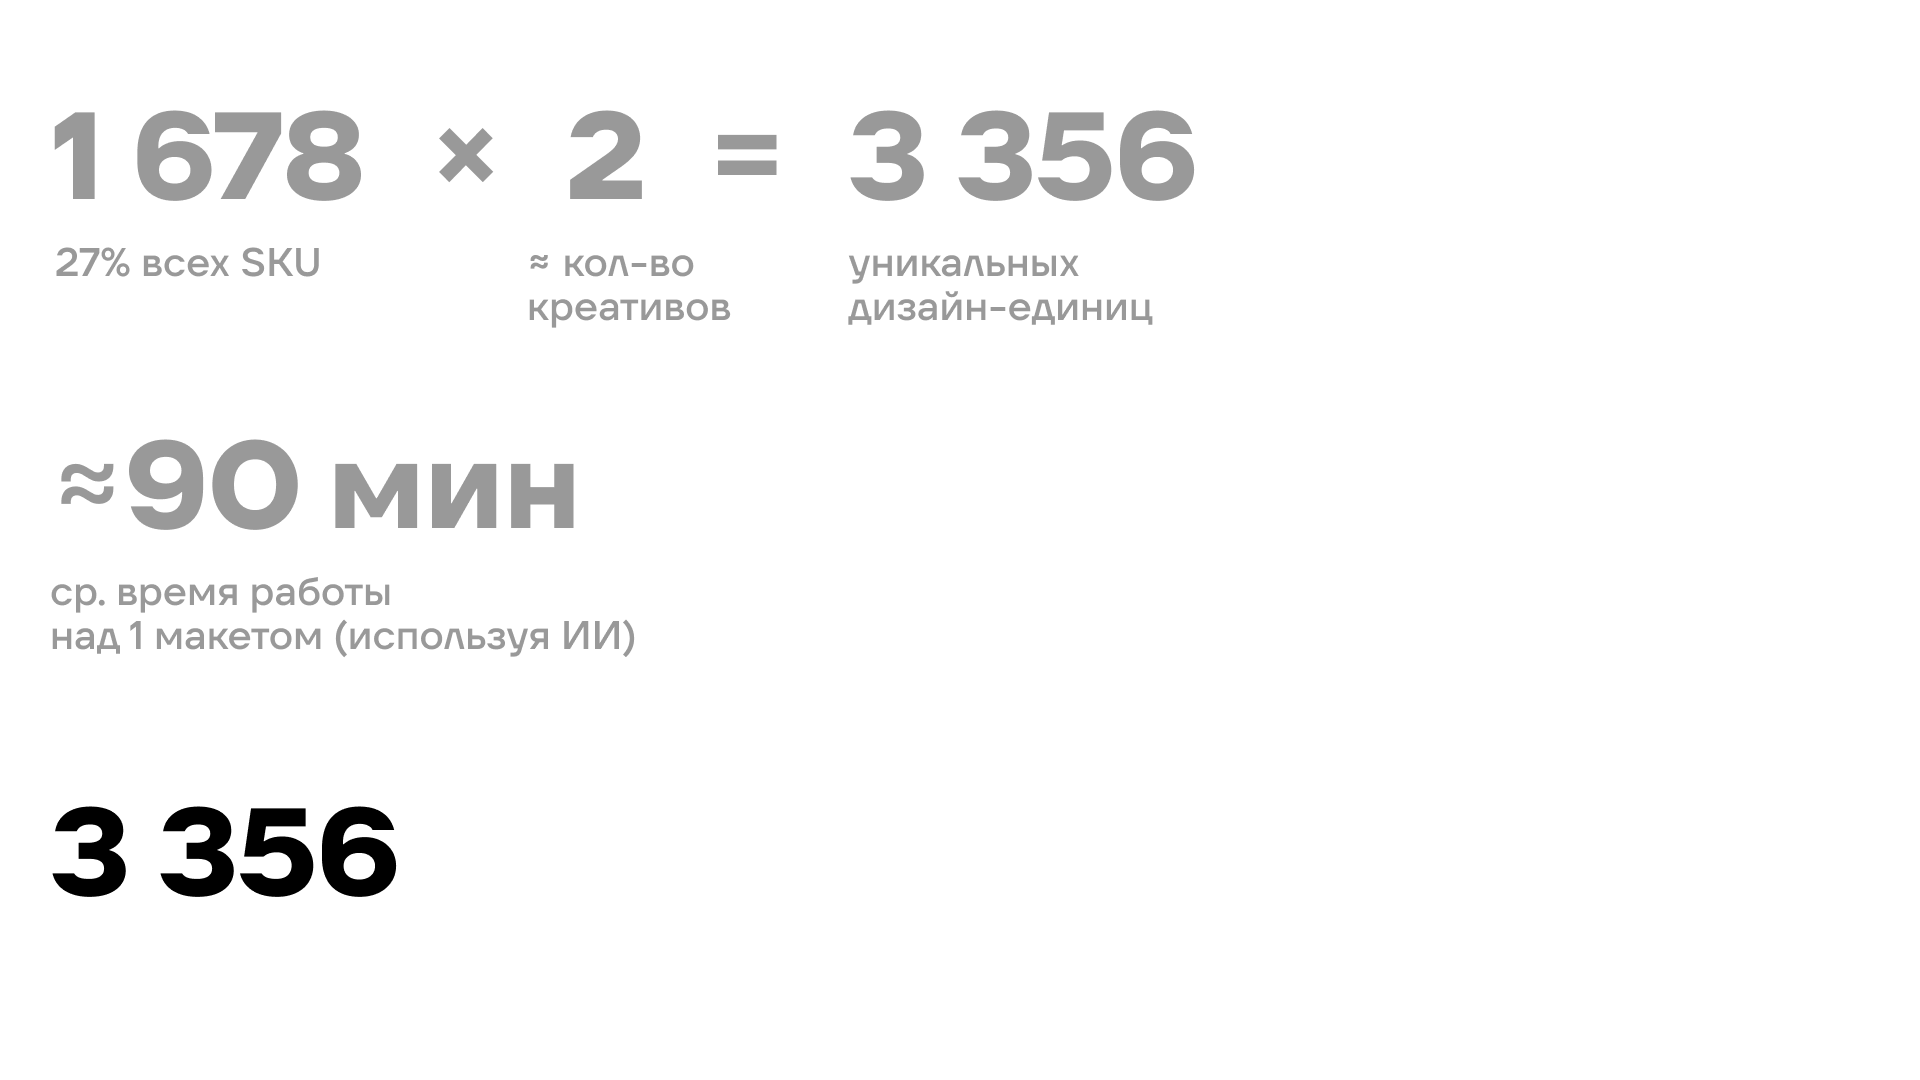 1 678 × 2 = 3 356
27% всех SKU
≈ кол-во
креативов
уникальных
дизайн-единиц
≈90 мин
ср. время работы
над 1 макетом (используя ИИ)
3 356